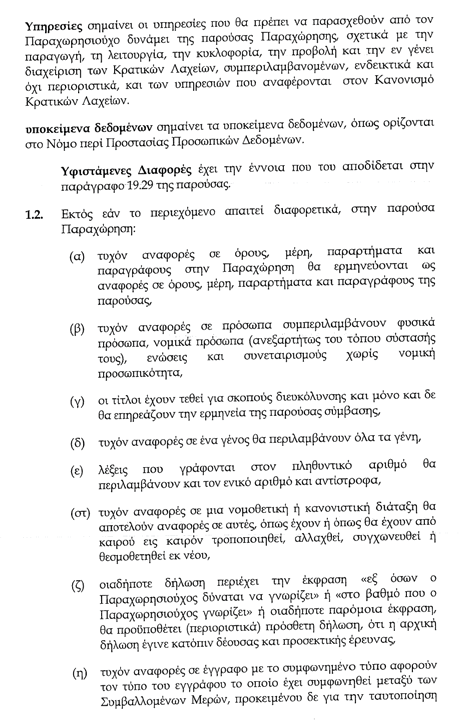 Υπηρεσίες σημαίνει οι υπηρεσίες που θα πρέπει να παρασχεθούν από τον
Παραχωρησιούχο δυνάμει της παρούσας Παραχώρησης, σχετικά με την
παραγωγή, τη λειτουργία, την κυκλοφορία, την προβολή και την εν γένει
διαχείριση των Κρατικών Λαχείων, συμπεριλαμβανομένων, ενδεικτικά και
όχι περιοριστικά, και των υπηρεσιών που αναφέρονται στον Κανονισμό
Κρατικών Λαχείων.
υποκείμενα δεδομένων σημαίνει τα υποκείμενα δεδομένων, όπως ορίζονται
στο Νόμο περί Προστασίας Προσωπικών Δεδομένων.
Υφιστάμενες Διαφορές έχει την έννοια που του αποδίδεται στην
παράγραφο 19.29 της παρούσας.
1.2. Εκτός εάν το περιεχόμενο απαιτεί διαφορετικά, στην παρούσα
Παραχώρηση:
(α) τυχόν αναφορές σε όρους, μέρη, παραρτήματα και
παραγράφους στην Παραχώρηση θα ερμηνεύονται ως
αναφορές σε όρους, μέρη, παραρτήματα και παραγράφους της
παρούσας,
(β) τυχόν αναφορές σε πρόσωπα συμπεριλαμβάνουν φυσικά
πρόσωπα, νομικά πρόσωπα (ανεξαρτήτως του τόπου σύστασής
τους), ενώσεις και συνεταιρισμούς χωρίς νομική
προσωπικότητα,
(γ) οι τίτλοι έχουν τεθεί για σκοπούς διευκόλυνσης και μόνο και δε
θα επηρεάζουν την ερμηνεία της παρούσας σύμβασης,
(δ) τυχόν αναφορές σε ένα γένος θα περιλαμβάνουν όλα τα γένη,
(ε) λέξεις που γράφονται στον πληθυντικό αριθμό θα
περιλαμβάνουν και τον ενικό αριθμό και αντίστροφα,
(στ) τυχόν αναφορές σε μια νομοθετική ή κανονιστική διάταξη θα
αποτελούν αναφορές σε αυτές, όπως έχουν ή όπως θα έχουν από
καιρού εις καιρόν τροποποιηθεί, αλλαχθεί, συγχωνευθεί ή
θεσμοθετηθεί εκ νέου,
(ζ) οιαδήποτε δήλωση περιέχει την έκφραση «εξ όσων ο
Παραχωρησιούχος δύναται να γνωρίζει» ή «στο βαθμό που ο
Παραχωρησιούχος γνωρίζει» ή οιαδήποτε παρόμοια έκφραση,
θα προϋποθέτει (περιοριστικά) πρόσθετη δήλωση, ότι η αρχική
δήλωση έγινε κατόπιν δέουσας και προσεκτικής έρευνας,
(η) τυχόν αναφορές σε έγγραφο με το συμφωνημένο τύπο αφορούν
τον τύπο του εγγράφου το οποίο έχει συμφωνηθεί μεταξύ των
Συμβαλλομένων Μερών, προκειμένου δε για την ταυτοποίηση